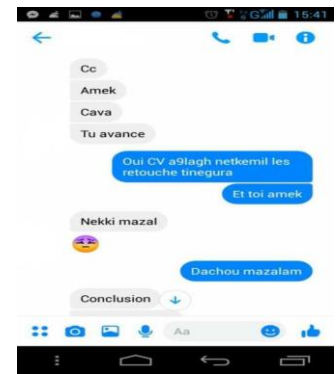 15:41
Cc
Amek
Cava
Tu avance
Oui CV a9lagh netkemil les
retouche tinegura
Et toi amek
Nekki mazal
Dachou mazalam
Conclusion
Aa